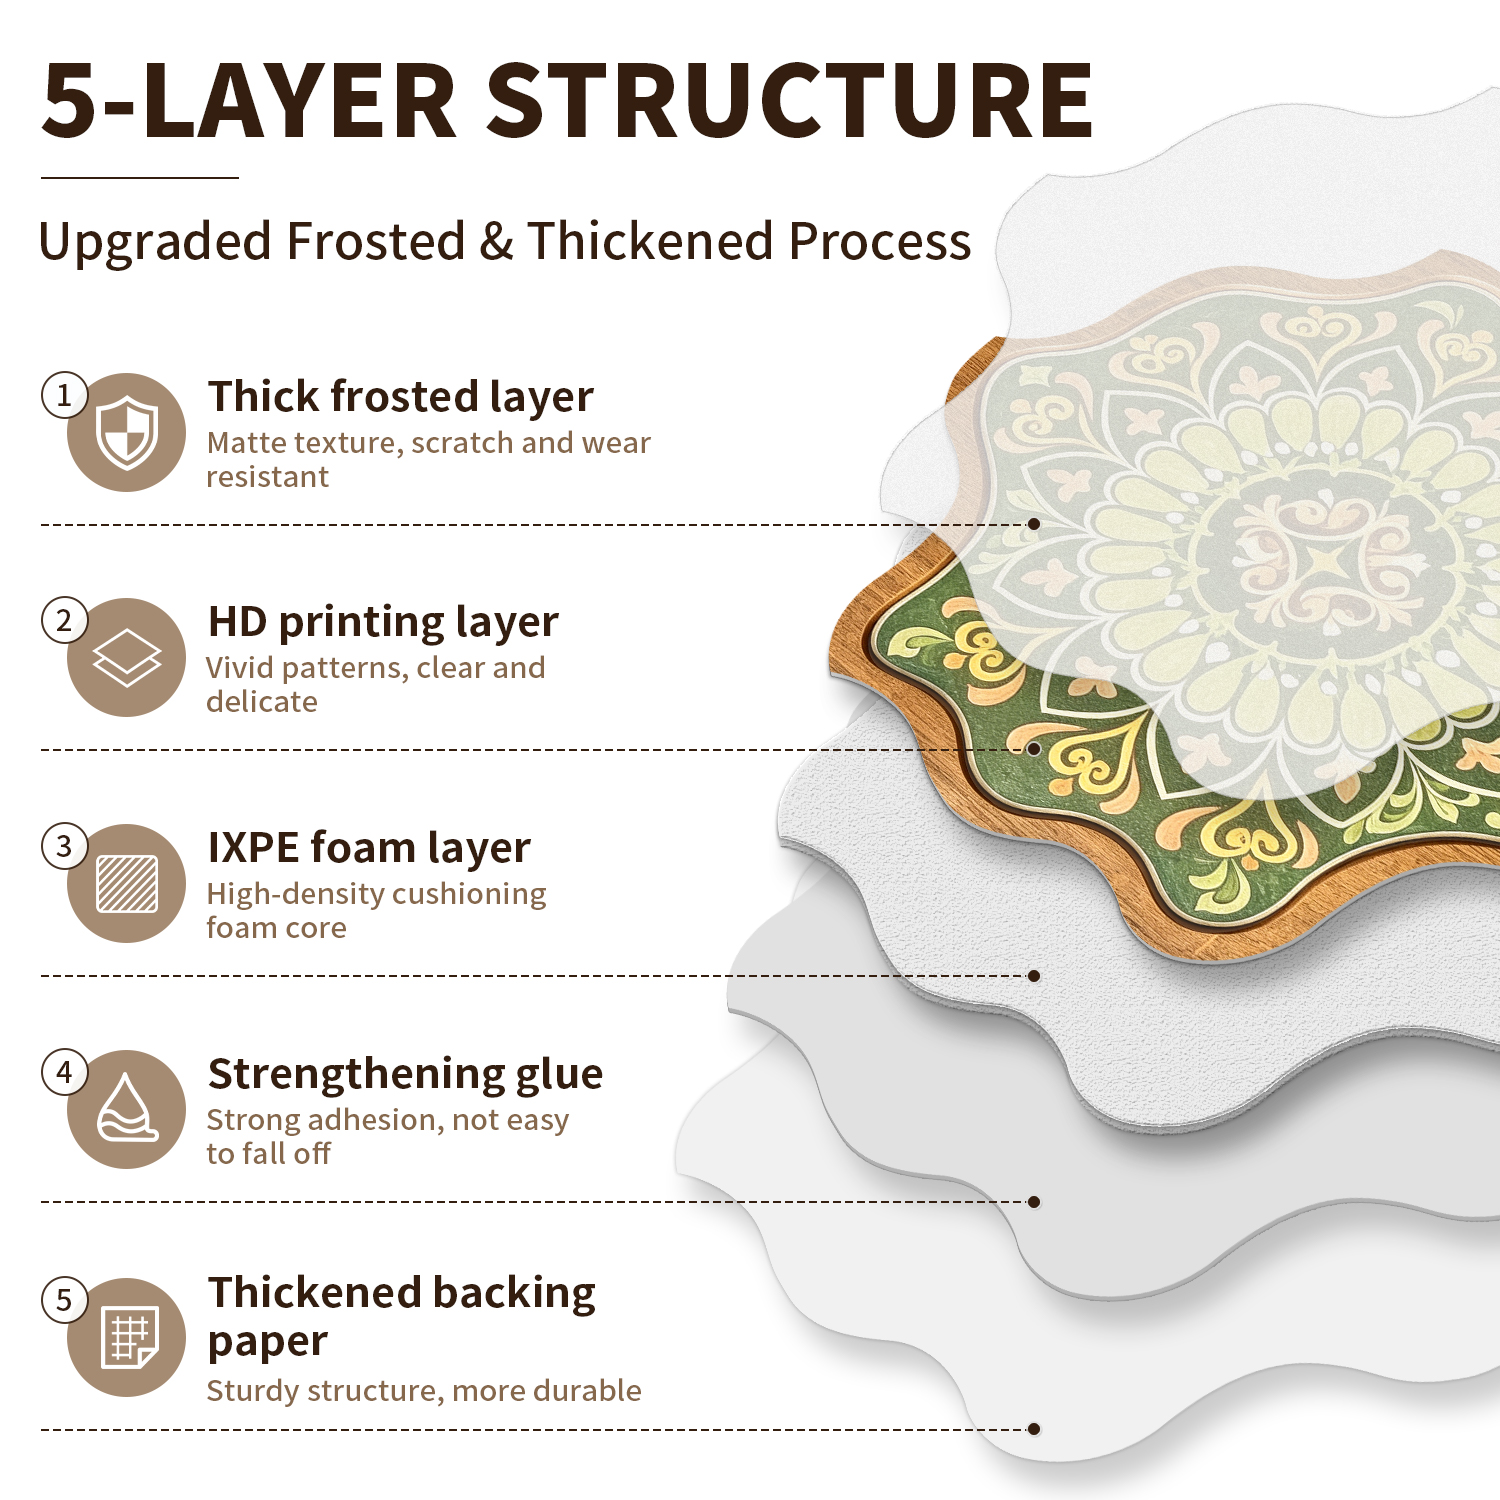 5-LAYER STRUCTURE
Upgraded Frosted & Thickened Process
1
Thick frosted layer
Matte texture, scratch and wear
resistant
2
HD printing layer
Vivid patterns, clear and
delicate
3
IXPE foam layer
High-density cushioning
foam core
4
Strengthening glue
Strong adhesion, not easy
to fall off
5
Thickened backing
paper
Sturdy structure, more durable